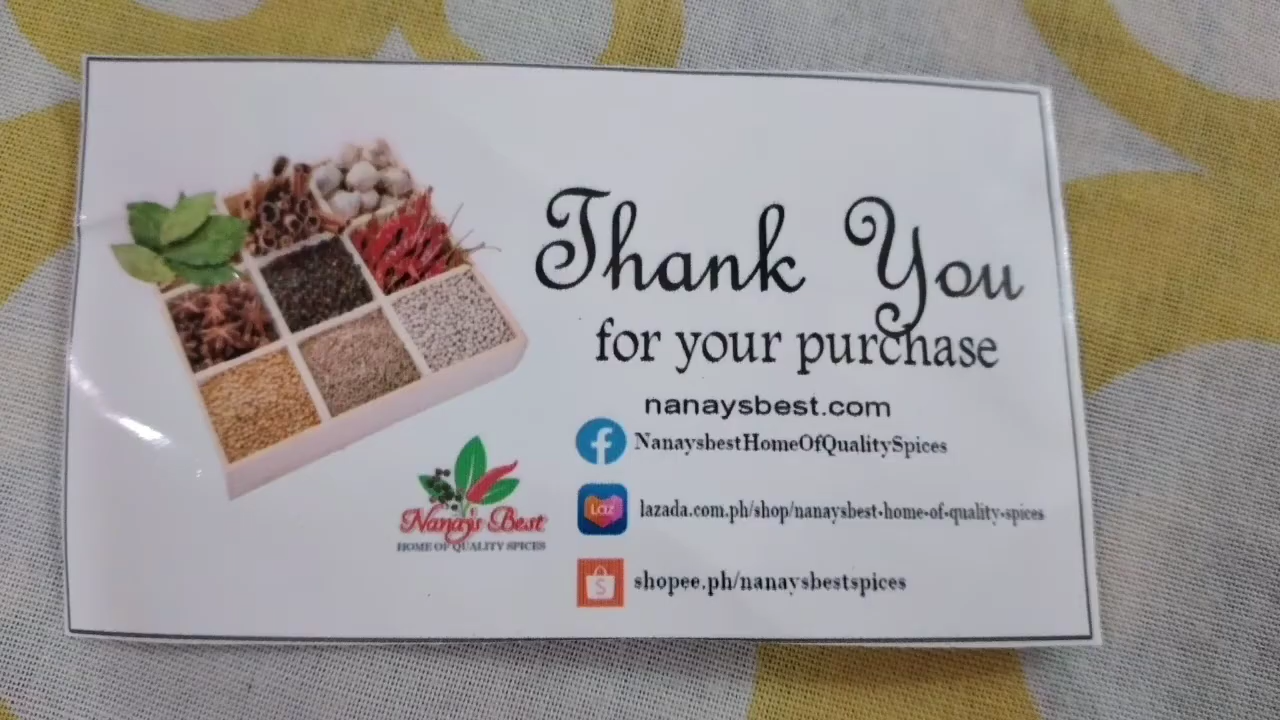 Thank You
for your purchase
nanaysbest.com
f NanaysbestHomeOfQualitySpices
Laz lazada.com.ph/shop/nanaysbest-home-of-quality-spices
S shopee.ph/nanaysbestspices
Nanay's Best
HOME OF QUALITY SPICES